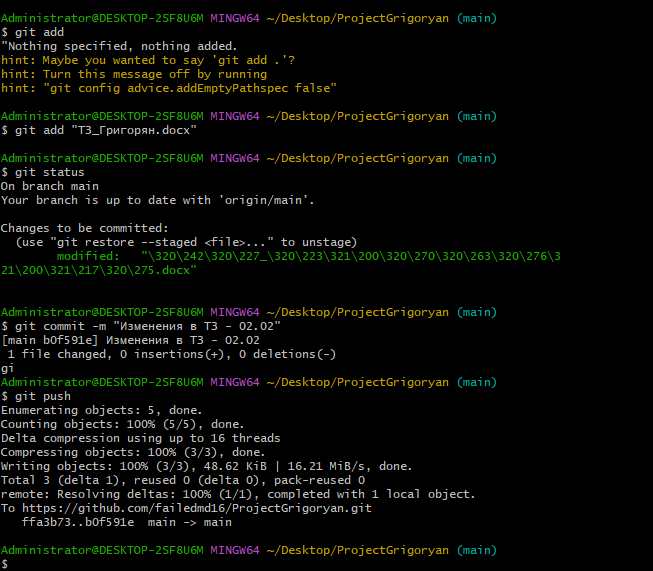 Administrator@DESKTOP-2SF8U6M MINGW64 ~/Desktop/ProjectGrigoryan (main)
$ git add
"Nothing specified, nothing added.
hint: Maybe you wanted to say 'git add .'?
hint: Turn this message off by running
hint: "git config advice.addEmptyPathspec false"
Administrator@DESKTOP-2SF8U6M MINGW64 ~/Desktop/ProjectGrigoryan (main)
$ git add "ТЗ_Григорян.docx"
Administrator@DESKTOP-2SF8U6M MINGW64 ~/Desktop/ProjectGrigoryan (main)
$ git status
On branch main
Your branch is up to date with 'origin/main'.
Changes to be committed:
(use "git restore --staged <file>..." to unstage)
modified:   "\320\242\320\227_\320\223\321\200\320\270\320\263\320\276\3
21\200\321\217\320\275.docx"
Administrator@DESKTOP-2SF8U6M MINGW64 ~/Desktop/ProjectGrigoryan (main)
$ git commit -m "Изменения в ТЗ - 02.02"
[main b0f591e] Изменения в ТЗ - 02.02
1 file changed, 0 insertions(+), 0 deletions(-)
gi
Administrator@DESKTOP-2SF8U6M MINGW64 ~/Desktop/ProjectGrigoryan (main)
$ git push
Enumerating objects: 5, done.
Counting objects: 100% (5/5), done.
Delta compression using up to 16 threads
Compressing objects: 100% (3/3), done.
Writing objects: 100% (3/3), 48.62 KiB | 16.21 MiB/s, done.
Total 3 (delta 1), reused 0 (delta 0), pack-reused 0
remote: Resolving deltas: 100% (1/1), completed with 1 local object.
To https://github.com/failedmd16/ProjectGrigoryan.git
ffa3b73..b0f591e  main -> main
Administrator@DESKTOP-2SF8U6M MINGW64 ~/Desktop/ProjectGrigoryan (main)
$